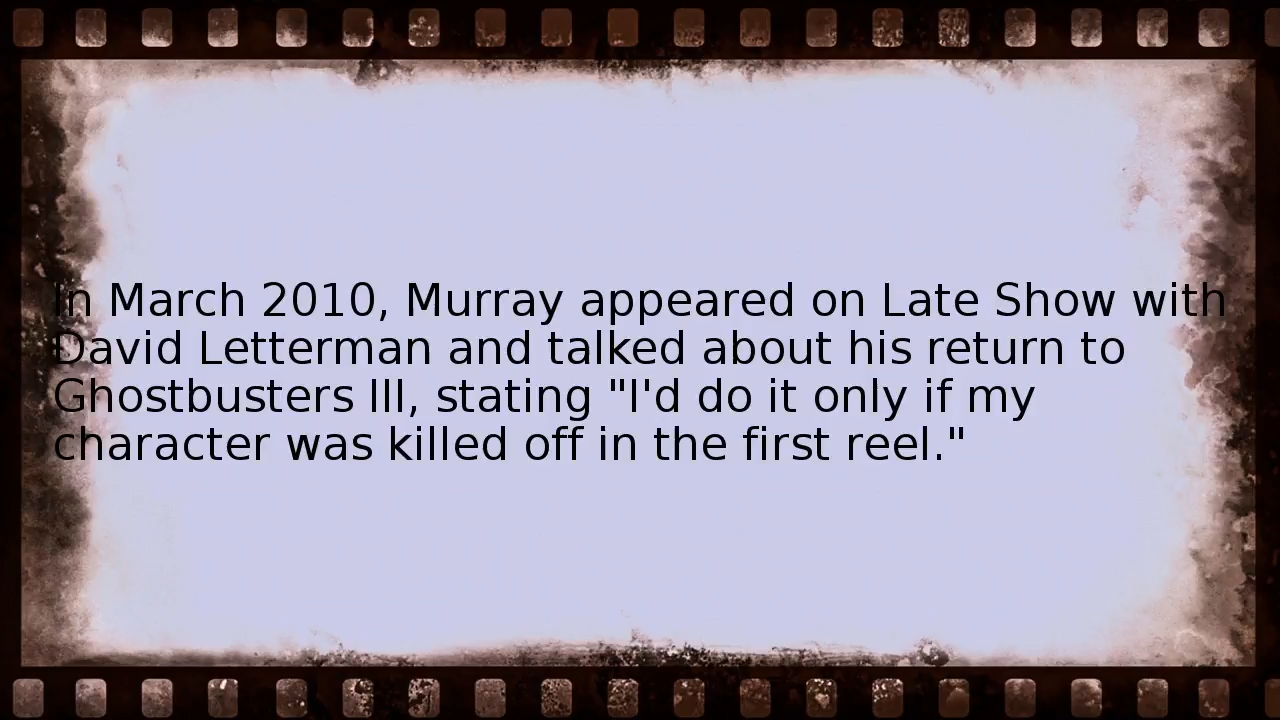 In March 2010, Murray appeared on Late Show with
David Letterman and talked about his return to
Ghostbusters III, stating "I'd do it only if my
character was killed off in the first reel."